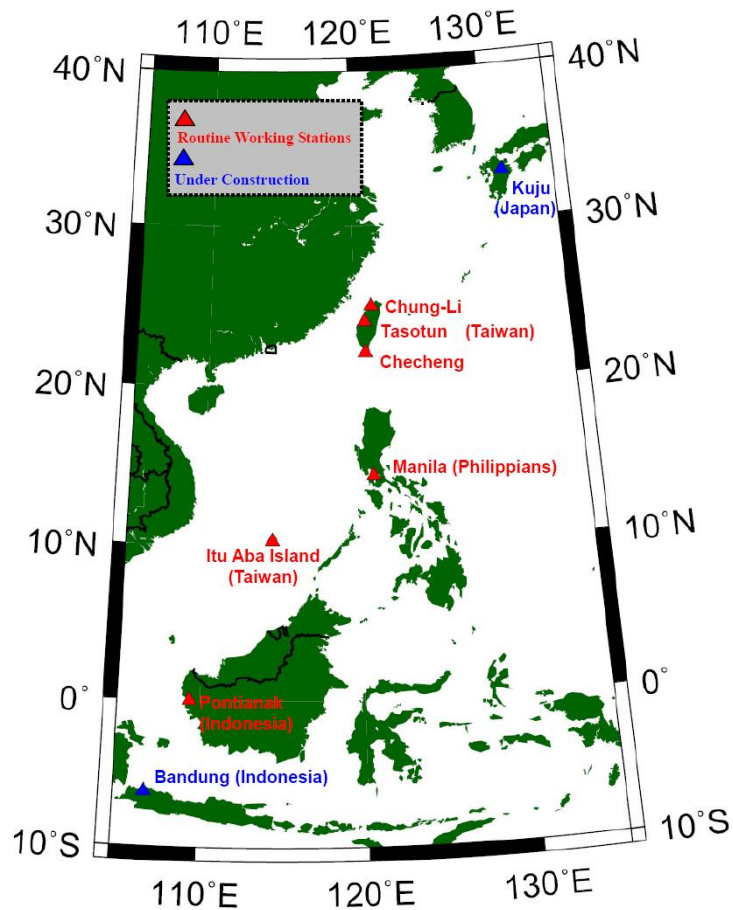 110°E 120°E 130°E
40°N 40°N
Routine Working Stations
Under Construction
Kuju
(Japan)
30°N 30°N
Chung-Li
Tasotun (Taiwan)
Checheng
20°N 20°N
Manila (Philippians)
10°N 10°N
Itu Aba Island
(Taiwan)
0° 0°
Pontianak
(Indonesia)
Bandung (Indonesia)
10°S 10°S
110°E 120°E 130°E